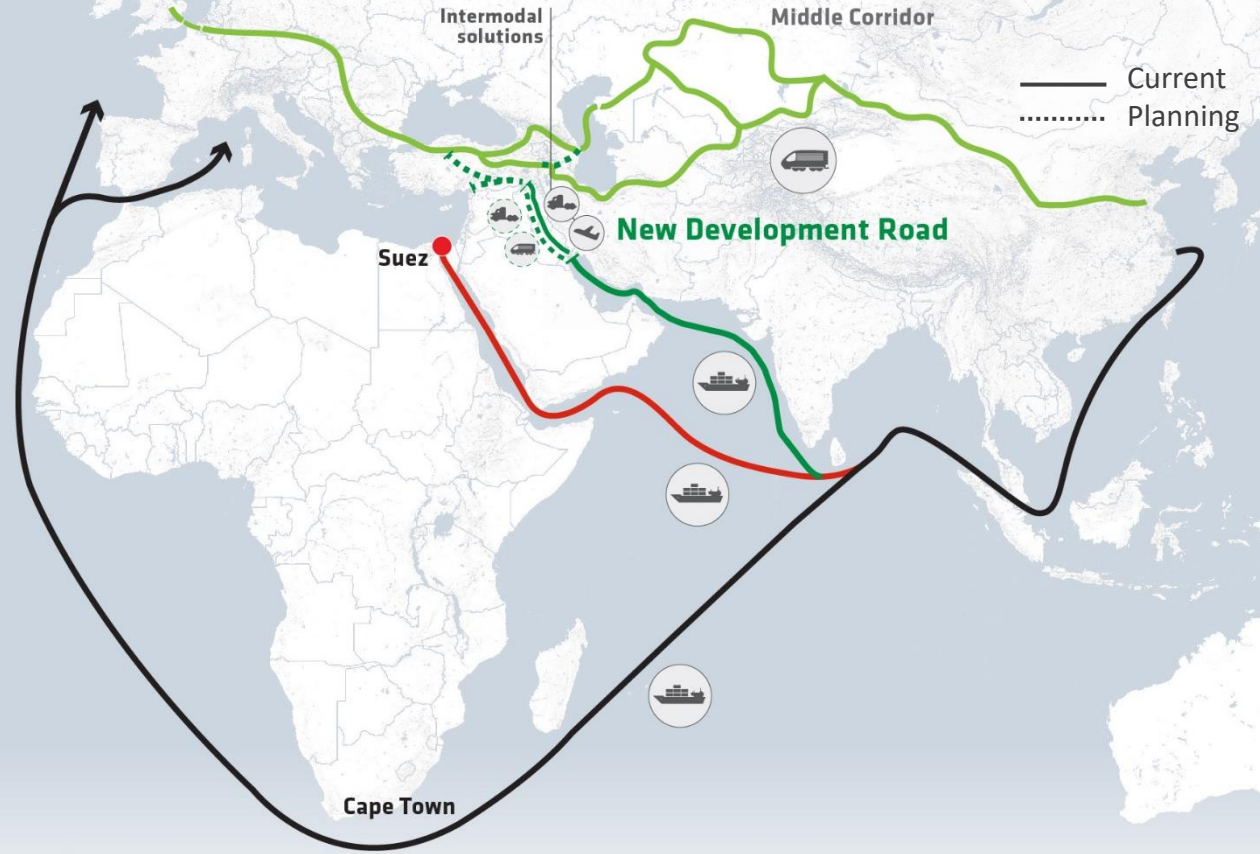 Intermodal
solutions
Middle Corridor
Current
Planning
New Development Road
Suez
Cape Town